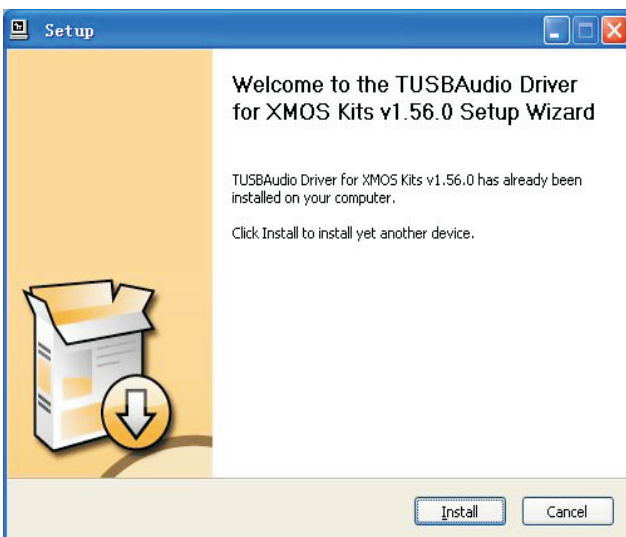 Setup
Welcome to the TUSBAudio Driver
for XMOS Kits v1.56.0 Setup Wizard
TUSBAudio Driver for XMOS Kits v1.56.0 has already been
installed on your computer.
Click Install to install yet another device.
Install
Cancel